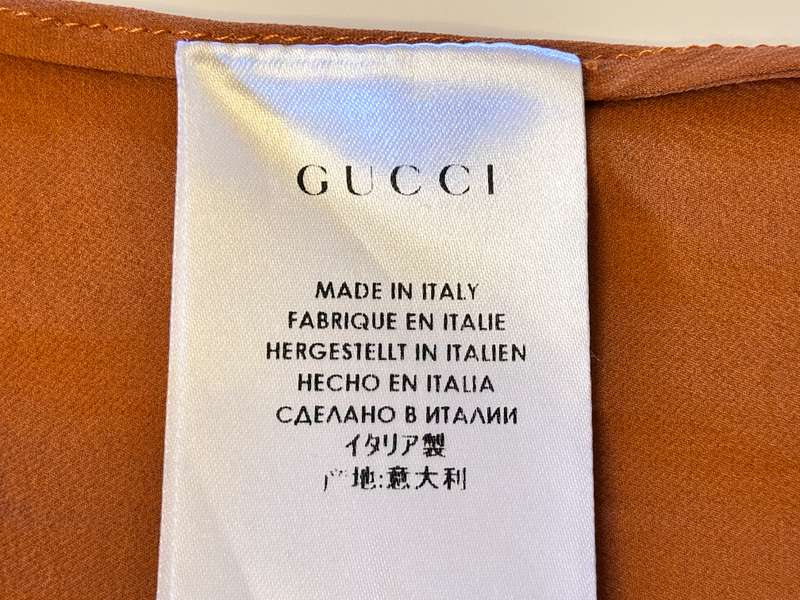 GUCCI
MADE IN ITALY
FABRIQUE EN ITALIE
HERGESTELLT IN ITALIEN
HECHO EN ITALIA
СДЕЛАНО В ИТАЛИИ
イタリア製
产地:意大利